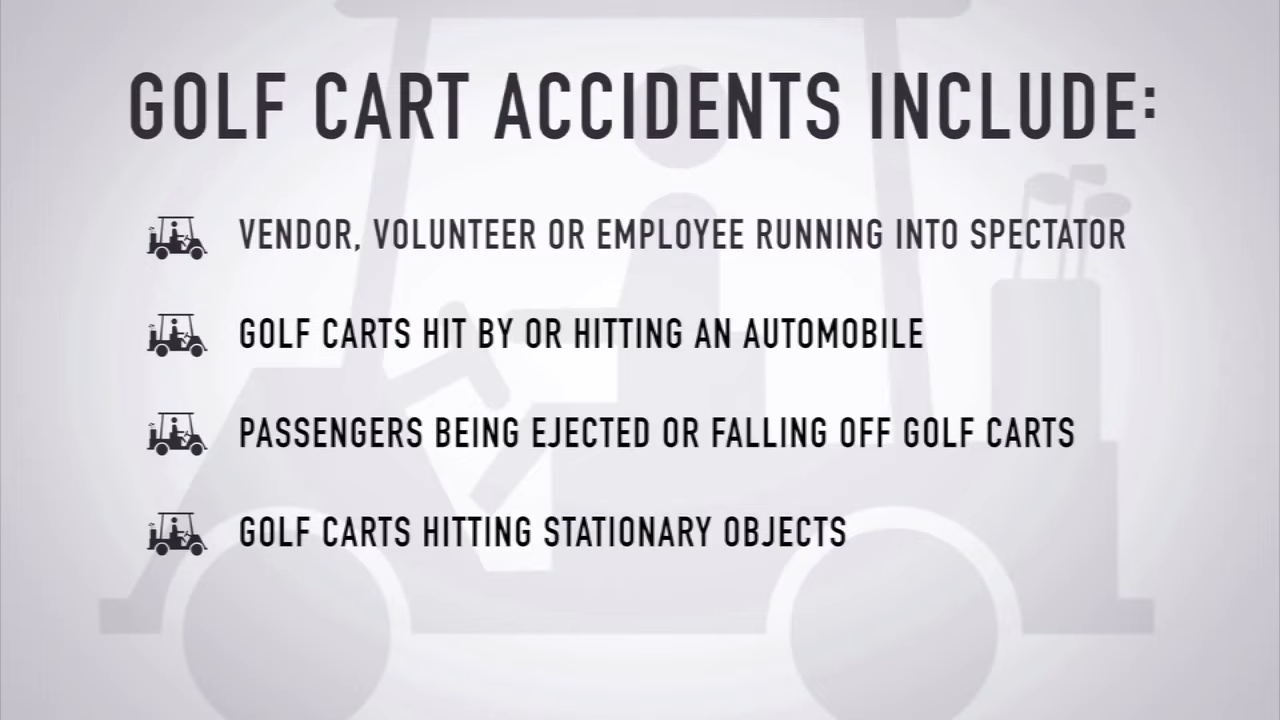 GOLF CART ACCIDENTS INCLUDE:
VENDOR, VOLUNTEER OR EMPLOYEE RUNNING INTO SPECTATOR
GOLF CARTS HIT BY OR HITTING AN AUTOMOBILE
PASSENGERS BEING EJECTED OR FALLING OFF GOLF CARTS
GOLF CARTS HITTING STATIONARY OBJECTS